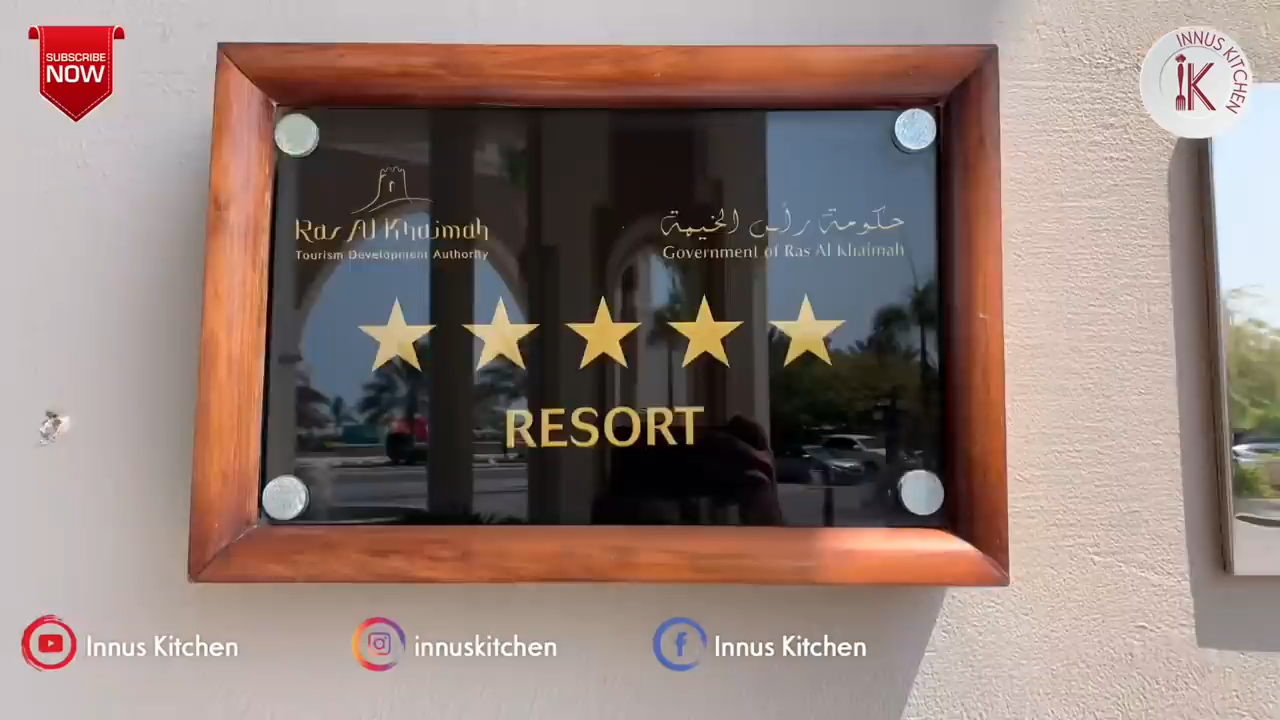 SUBSCRIBE
NOW
INNUS KITCHEN
iK
Ras Al Khaimah
Tourism Development Authority
حكومة رأس الخيمة
Government of Ras Al Khaimah
RESORT
Innus Kitchen
innuskitchen
Innus Kitchen